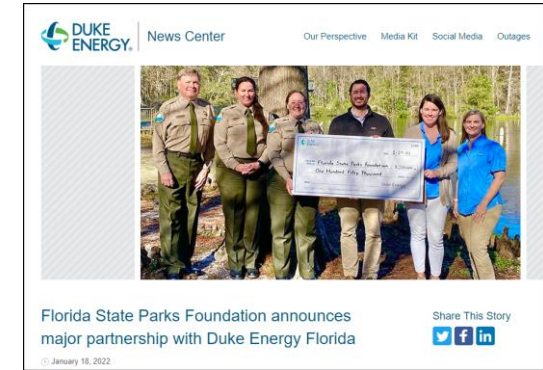 DUKE
ENERGY.
News Center
Our Perspective Media Kit Social Media Outages
Florida State Parks Foundation
One Hundred Fifty Thousand
Florida State Parks Foundation announces
major partnership with Duke Energy Florida
January 18, 2022
Share This Story